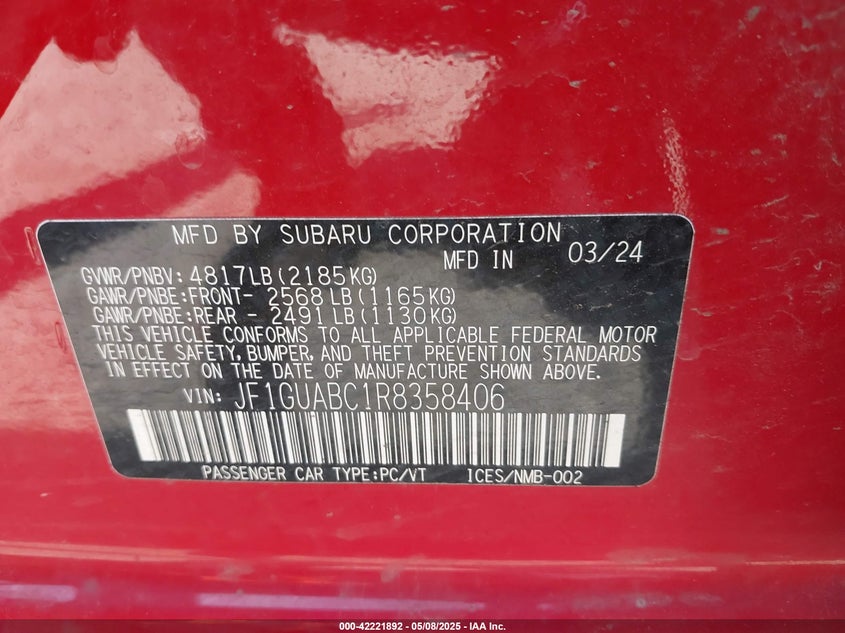 MFD BY SUBARU CORPORATION
MFD IN 03/24
GVWR/PNBV: 4817LB (2185KG)
GAWR/PNBE:FRONT- 2568 LB (1165KG)
GAWR/PNBE:REAR - 2491 LB (1130KG)
THIS VEHICLE CONFORMS TO ALL APPLICABLE FEDERAL MOTOR
VEHICLE SAFETY, BUMPER, AND THEFT PREVENTION STANDARDS
IN EFFECT ON THE DATE OF MANUFACTURE SHOWN ABOVE.
VIN: JF1GUABC1R8358406
PASSENGER CAR TYPE:PC/VT ICES/NMB-002
000-42221892 - 05/08/2025 - IAA Inc.